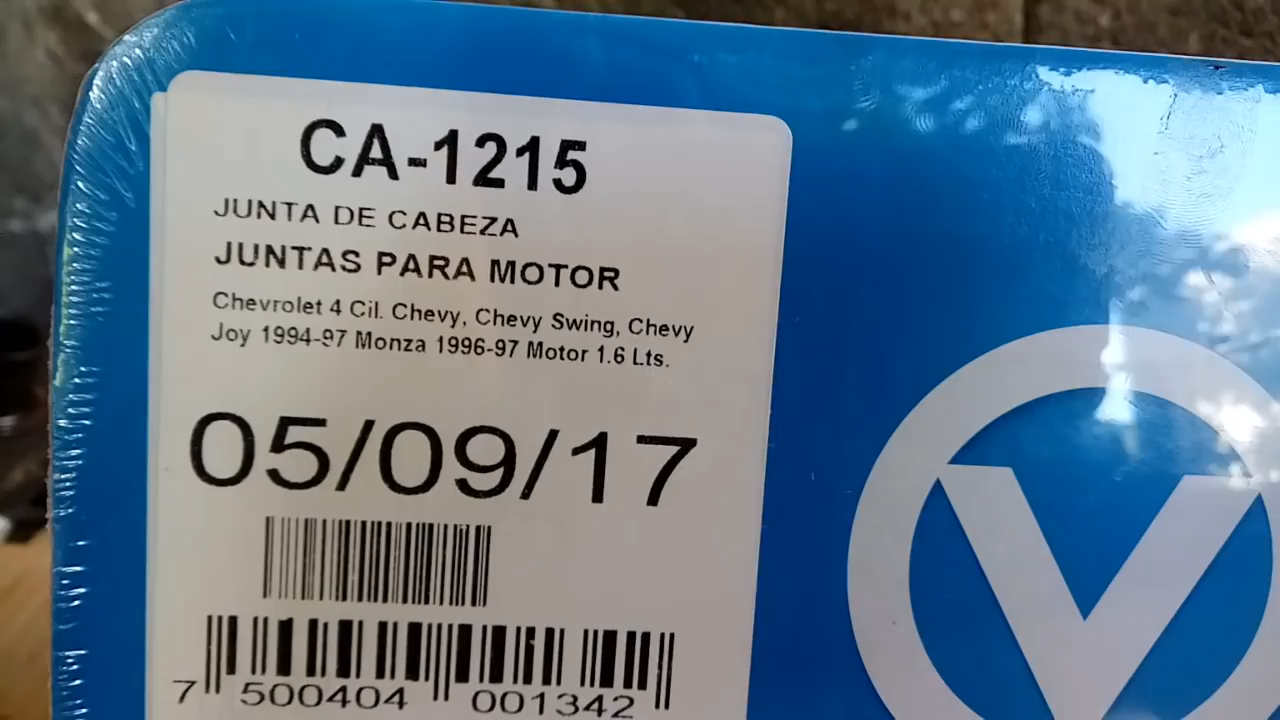 CA-1215
JUNTA DE CABEZA
JUNTAS PARA MOTOR
Chevrolet 4 Cil. Chevy, Chevy Swing, Chevy
Joy 1994-97 Monza 1996-97 Motor 1.6 Lts.
05/09/17
7 500404 001342
V